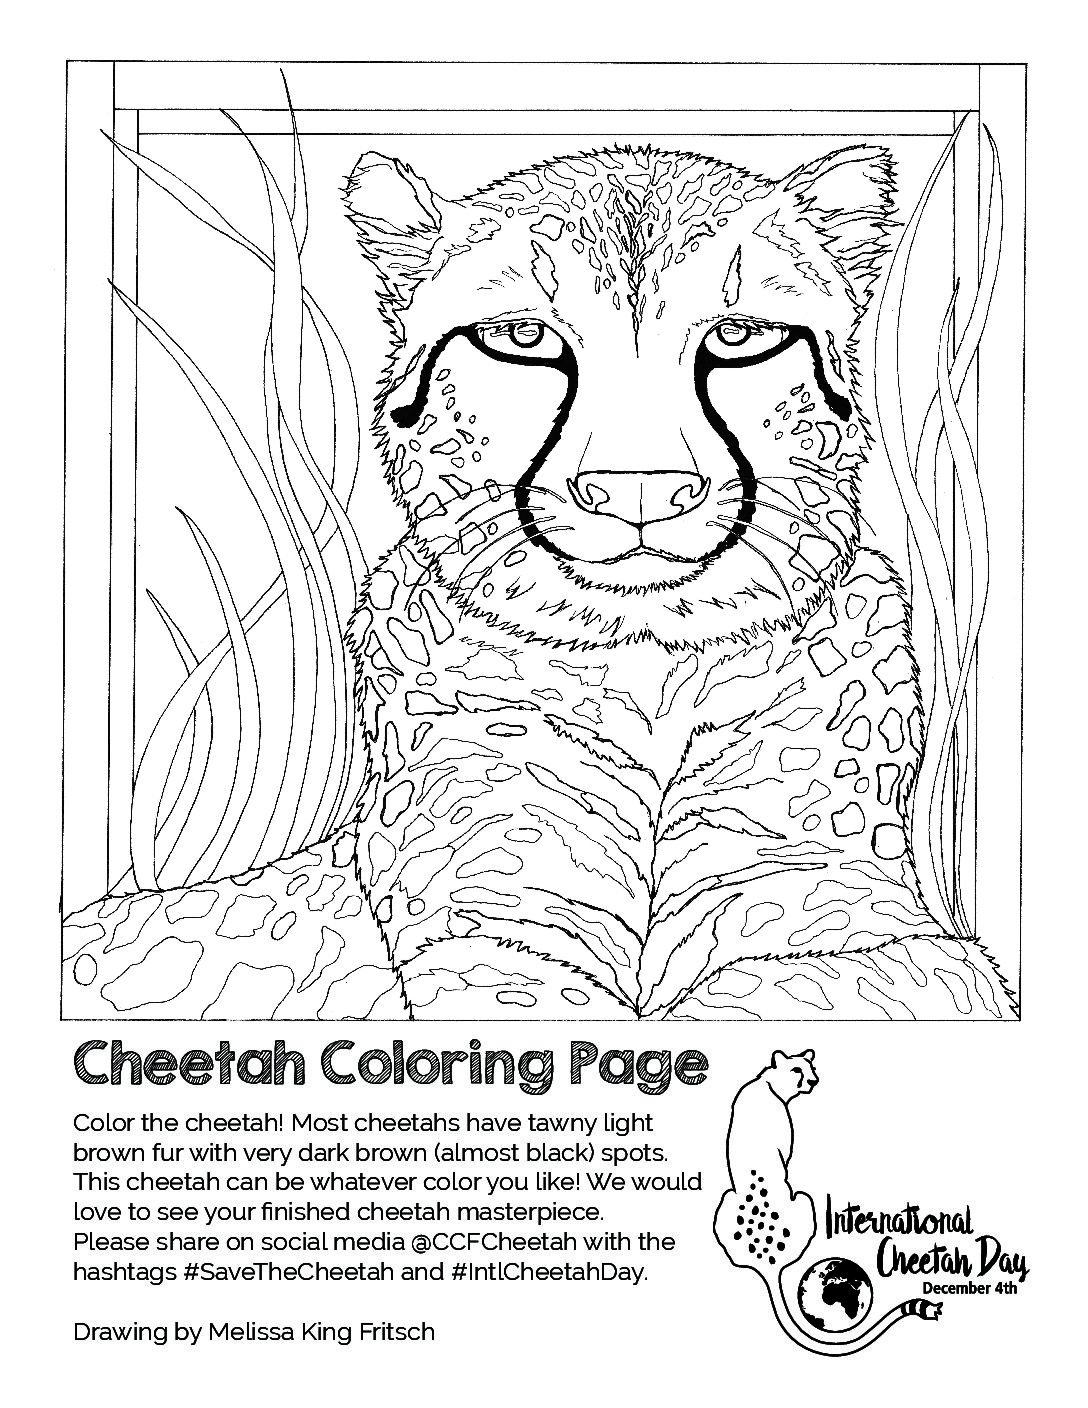 Cheetah Coloring Page
Color the cheetah! Most cheetahs have tawny light
brown fur with very dark brown (almost black) spots.
This cheetah can be whatever color you like! We would
love to see your finished cheetah masterpiece.
Please share on social media @CCFCheetah with the
hashtags #SaveTheCheetah and #IntlCheetahDay.
Drawing by Melissa King Fritsch
International
Cheetah Day
December 4th